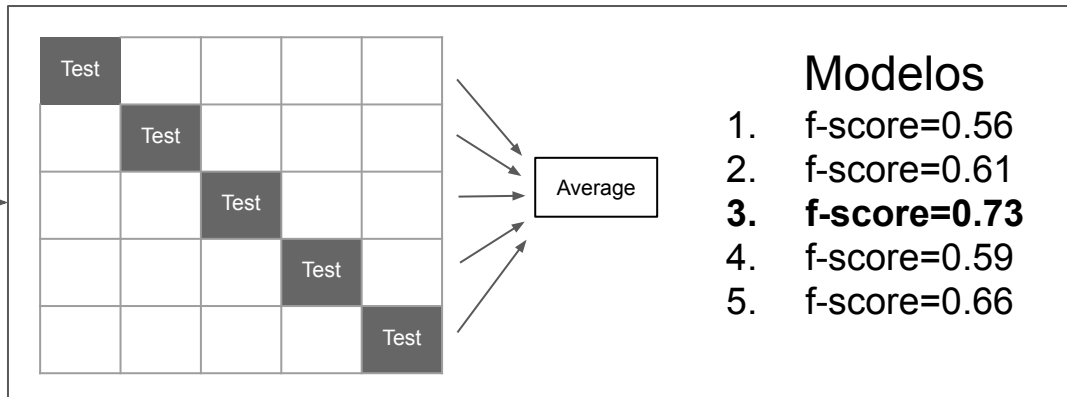 Test
Test
Test
Test
Test
Average
Modelos
1. f-score=0.56
2. f-score=0.61
3. f-score=0.73
4. f-score=0.59
5. f-score=0.66